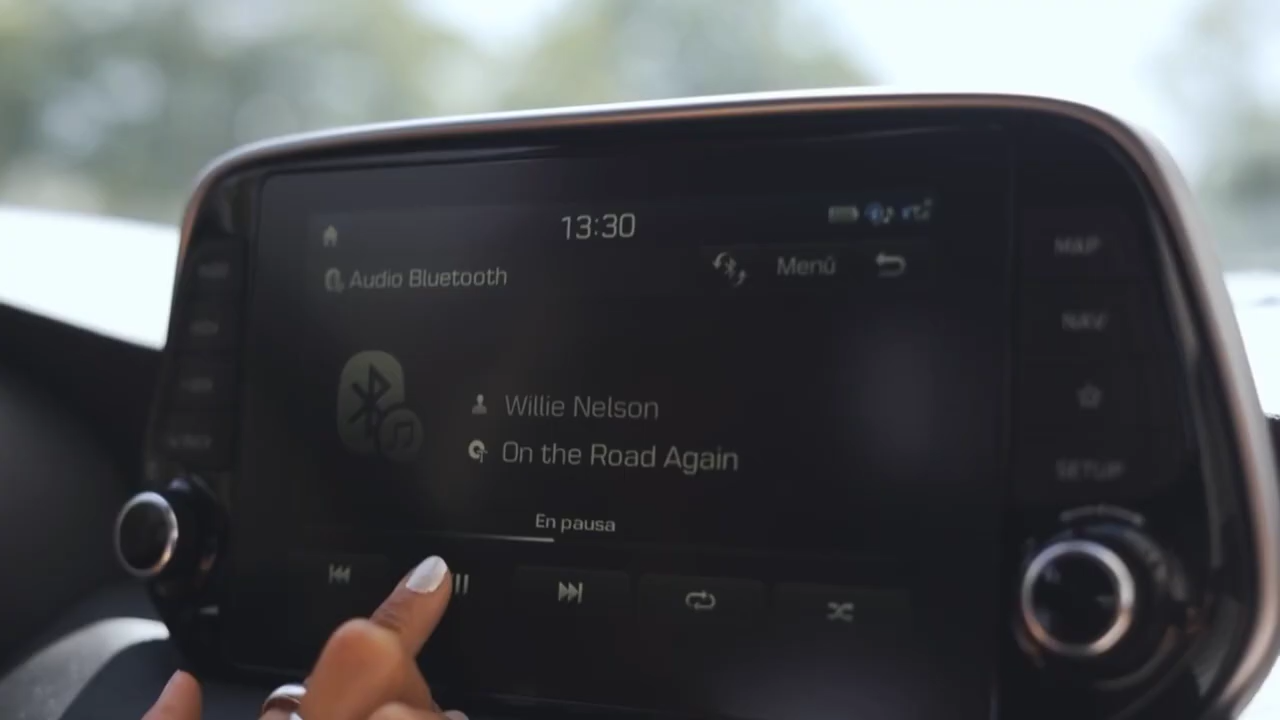 13:30
Audio Bluetooth
Menú
Willie Nelson
On the Road Again
En pausa
MAP
NAV
SETUP